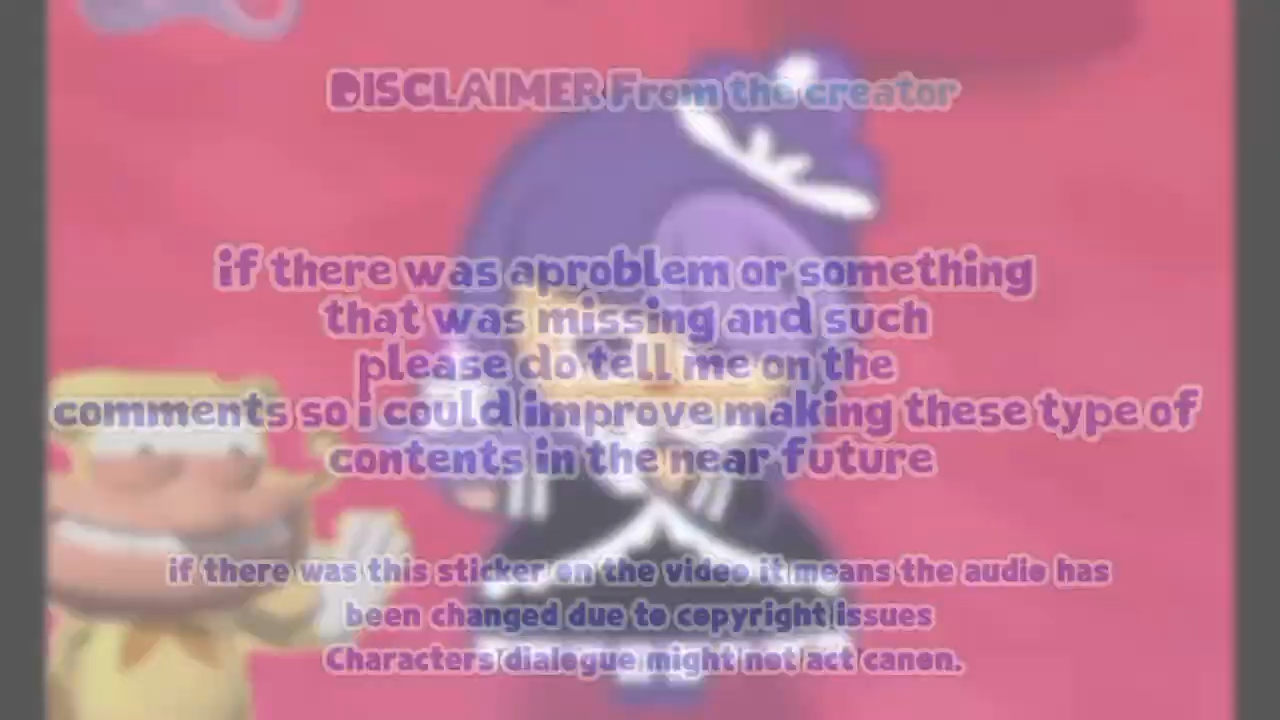 DISCLAIMER From the creator
if there was aproblem or something
that was missing and such
please do tell me on the
comments so i could improve making these type of
contents in the near future
if there was this sticker on the video it means the audio has
been changed due to copyright issues
Characters dialogue might not act canon.